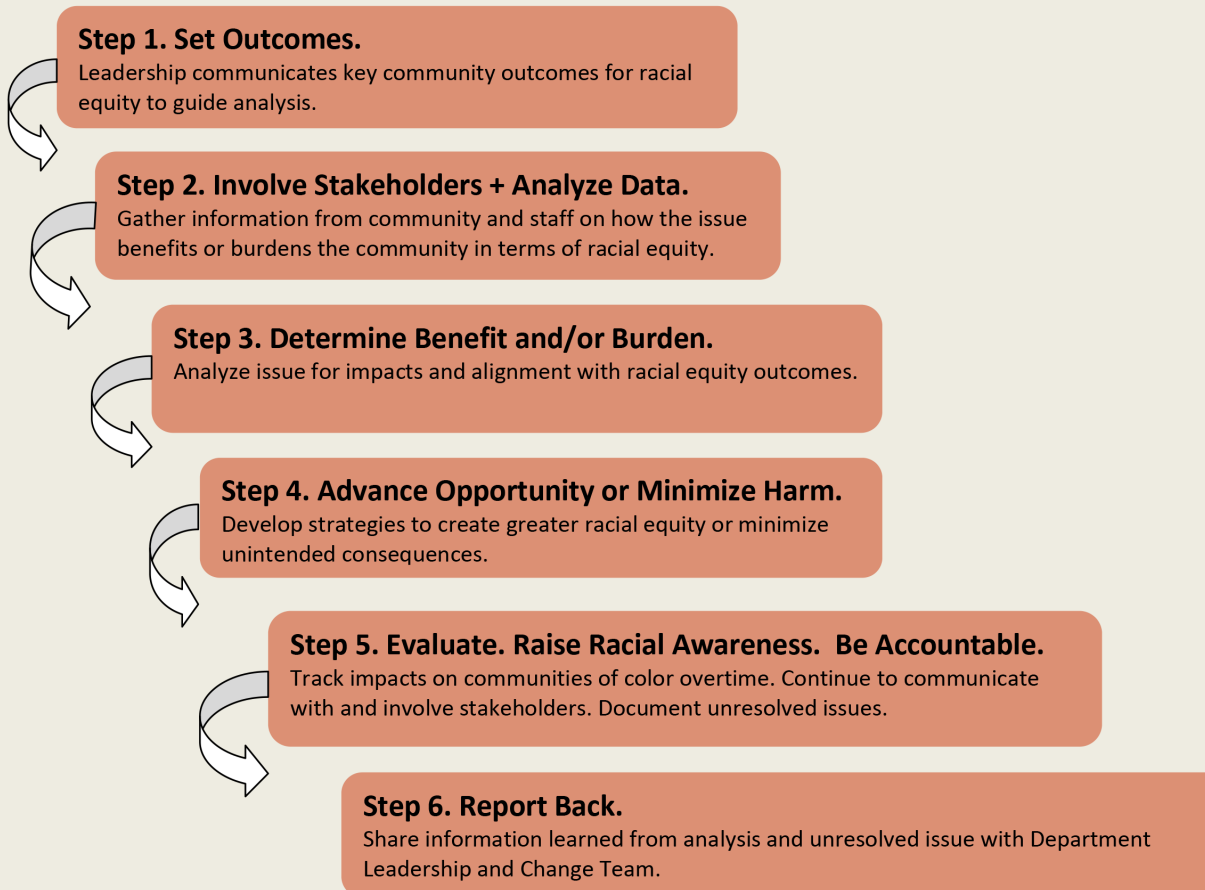 Step 1. Set Outcomes.
Leadership communicates key community outcomes for racial
equity to guide analysis.
Step 2. Involve Stakeholders + Analyze Data.
Gather information from community and staff on how the issue
benefits or burdens the community in terms of racial equity.
Step 3. Determine Benefit and/or Burden.
Analyze issue for impacts and alignment with racial equity outcomes.
Step 4. Advance Opportunity or Minimize Harm.
Develop strategies to create greater racial equity or minimize
unintended consequences.
Step 5. Evaluate. Raise Racial Awareness.  Be Accountable.
Track impacts on communities of color overtime. Continue to communicate
with and involve stakeholders. Document unresolved issues.
Step 6. Report Back.
Share information learned from analysis and unresolved issue with Department
Leadership and Change Team.